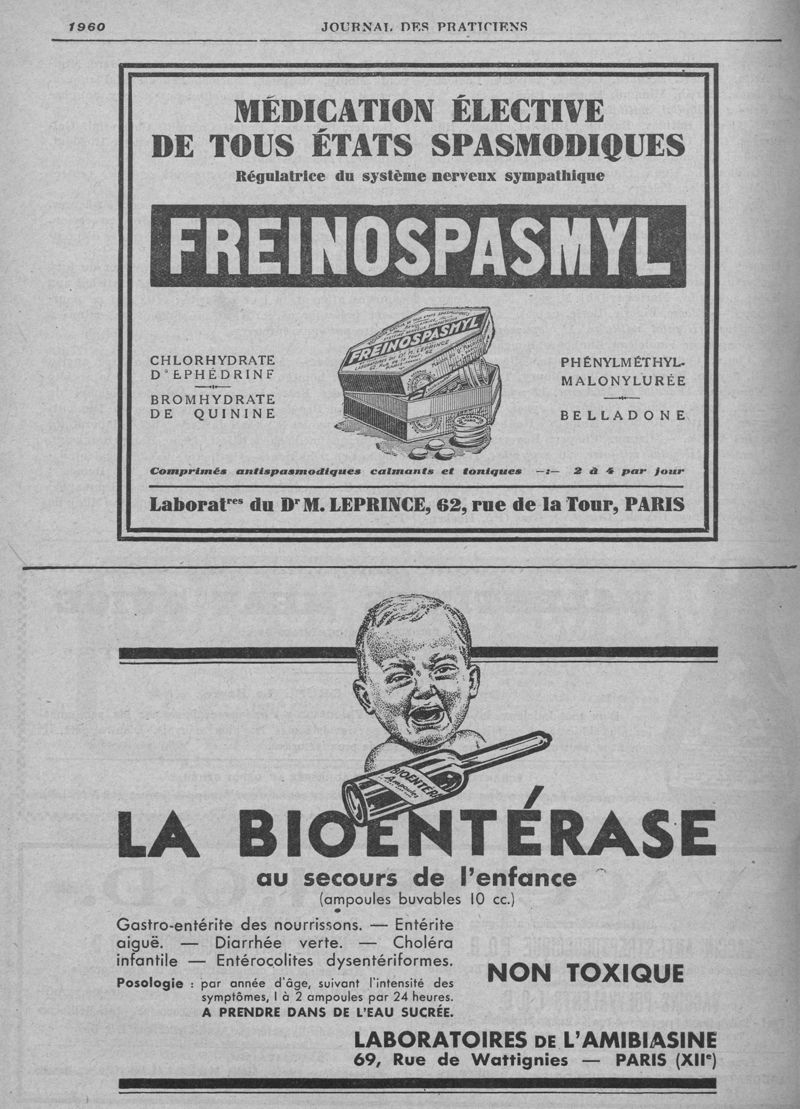 1960
JOURNAL DES PRATICIENS
MÉDICATION ÉLECTIVE
DE TOUS ÉTATS SPASMODIQUES
Régulatrice du système nerveux sympathique
FREINOSPASMYL
FREINOSPASMYL
CHLORHYDRATE
D'EPHÉDRINE
BROMHYDRATE
DE QUININE
PHÉNYLMÉTHYL-
MALONYLURÉE
BELLADONE
Comprimés antispasmodiques calmants et toniques -:- 2 à 4 par jour
Laboratres du Dr M. LEPRINCE, 62, rue de la Tour, PARIS
BIOENTÉR
Ampoules
LA BIOENTÉRASE
au secours de l'enfance
(ampoules buvables 10 cc.)
Gastro-entérite des nourrissons. — Entérite
aiguë. — Diarrhée verte. — Choléra
infantile — Entérocolites dysentériformes.
Posologie : par année d'âge, suivant l'intensité des
symptômes, 1 à 2 ampoules par 24 heures.
A PRENDRE DANS DE L'EAU SUCRÉE.
NON TOXIQUE
LABORATOIRES DE L'AMIBIASINE
69, Rue de Wattignies — PARIS (XIIe)